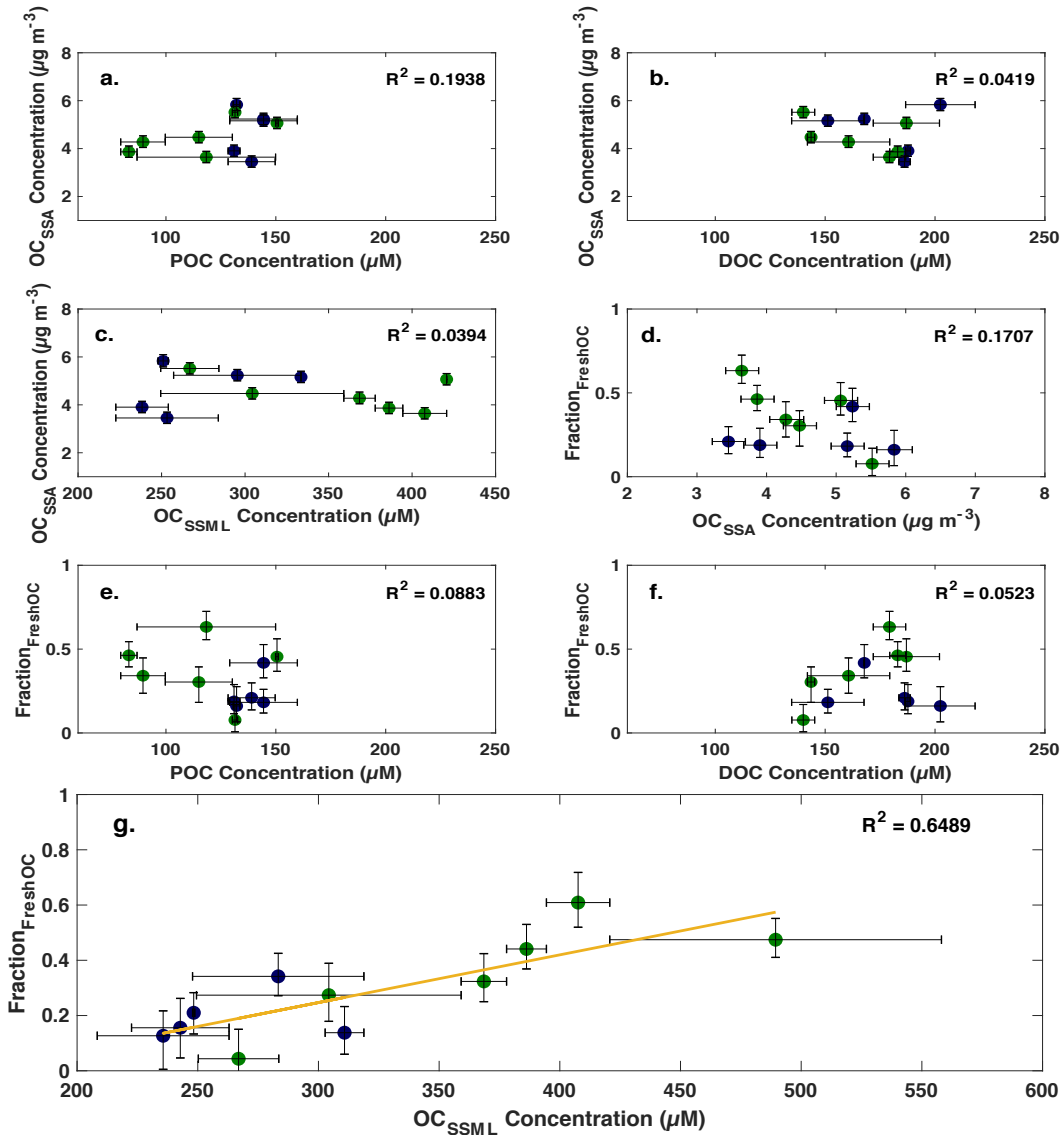 8
6
4
2
OC_SSA Concentration (µg m⁻³)
a.
R² = 0.1938
100 150 200 250
POC Concentration (µM)
8
6
4
2
OC_SSA Concentration (µg m⁻³)
b.
R² = 0.0419
100 150 200 250
DOC Concentration (µM)
8
6
4
2
OC_SSA Concentration (µg m⁻³)
c.
R² = 0.0394
200 250 300 350 400 450
OC_SSML Concentration (µM)
1
0.5
0
Fraction_FreshOC
d.
R² = 0.1707
2 3 4 5 6 7 8
OC_SSA Concentration (µg m⁻³)
1
0.5
0
Fraction_FreshOC
e.
R² = 0.0883
100 150 200 250
POC Concentration (µM)
1
0.5
0
Fraction_FreshOC
f.
R² = 0.0523
100 150 200 250
DOC Concentration (µM)
1
0.8
0.6
0.4
0.2
0
Fraction_FreshOC
g.
R² = 0.6489
200 250 300 350 400 450 500 550 600
OC_SSML Concentration (µM)